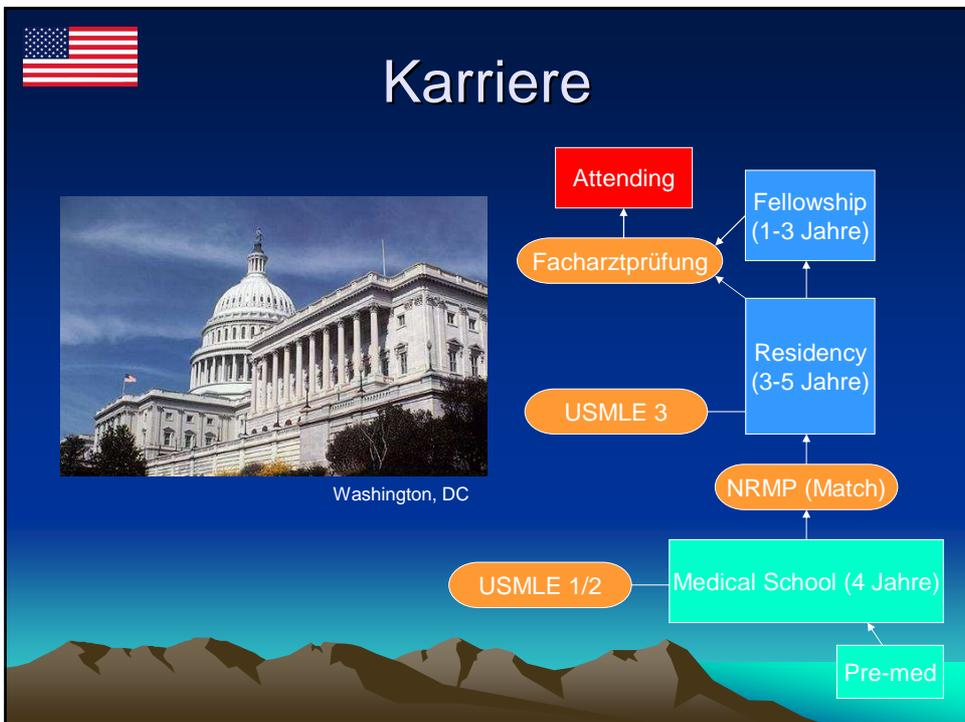 Karriere
Attending
Fellowship
(1-3 Jahre)
Facharztprüfung
Residency
(3-5 Jahre)
USMLE 3
NRMP (Match)
Washington, DC
USMLE 1/2
Medical School (4 Jahre)
Pre-med